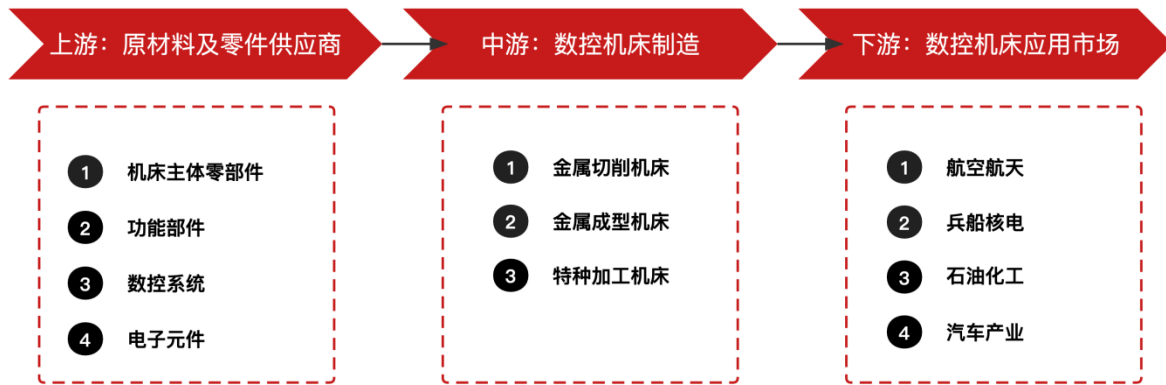 上游：原材料及零件供应商
中游：数控机床制造
下游：数控机床应用市场
1 机床主体零部件
2 功能部件
3 数控系统
4 电子元件
1 金属切削机床
2 金属成型机床
3 特种加工机床
1 航空航天
2 兵船核电
3 石油化工
4 汽车产业